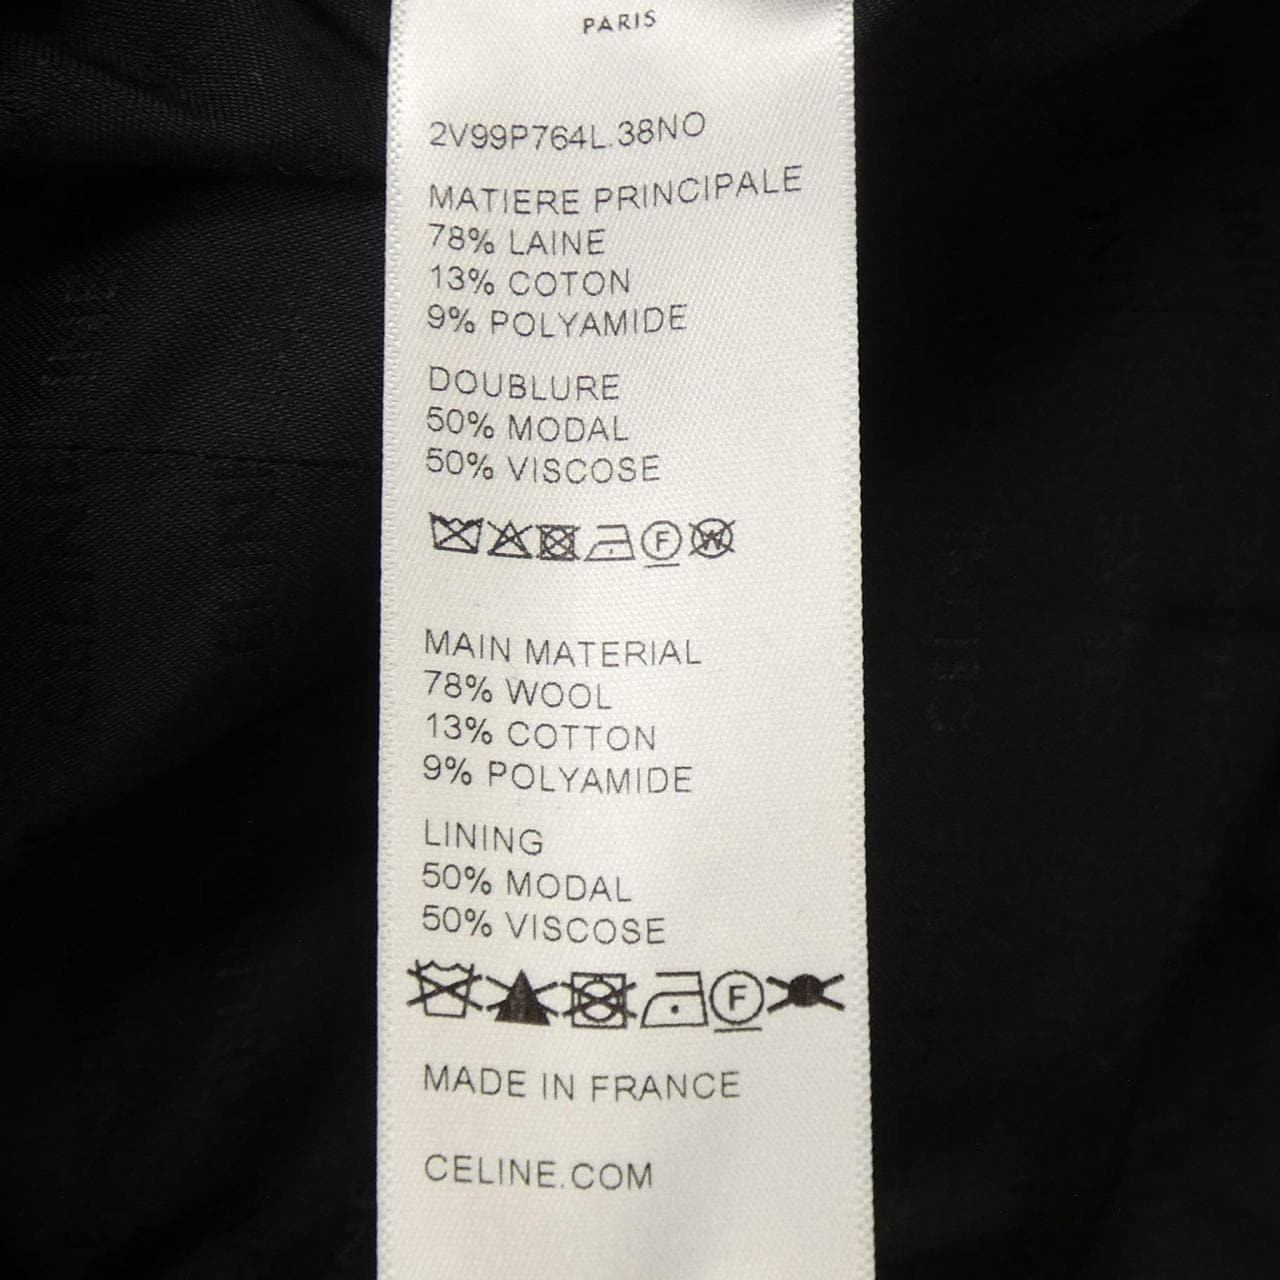 PARIS
2V99P764L.38NO
MATIERE PRINCIPALE
78% LAINE
13% COTON
9% POLYAMIDE
DOUBLURE
50% MODAL
50% VISCOSE
F W
MAIN MATERIAL
78% WOOL
13% COTTON
9% POLYAMIDE
LINING
50% MODAL
50% VISCOSE
F
MADE IN FRANCE
CELINE.COM